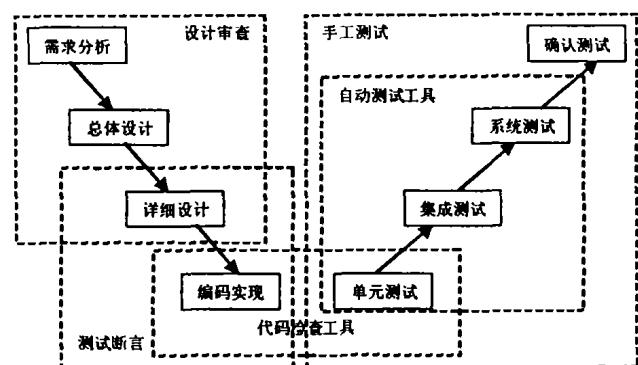 需求分析
设计审查
手工测试
确认测试
自动测试工具
总体设计
系统测试
详细设计
集成测试
编码实现
单元测试
代码检查工具
测试断言